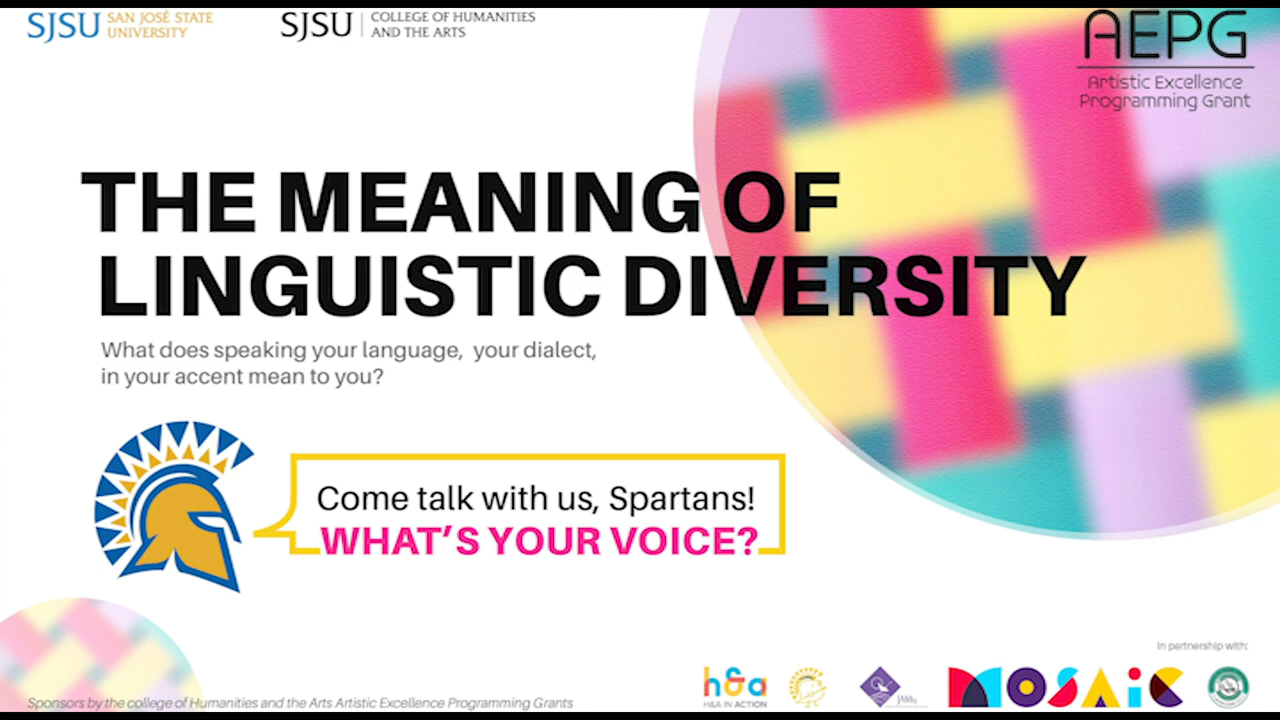 SJSU SAN JOSÉ STATE
UNIVERSITY
SJSU COLLEGE OF HUMANITIES
AND THE ARTS
AEPG
Artistic Excellence
Programming Grant
THE MEANING OF
LINGUISTIC DIVERSITY
What does speaking your language, your dialect,
in your accent mean to you?
Come talk with us, Spartans!
WHAT'S YOUR VOICE?
In partnership with:
h&a
H&A IN ACTION
MOSAiC
Sponsors by the college of Humanities and the Arts Artistic Excellence Programming Grants